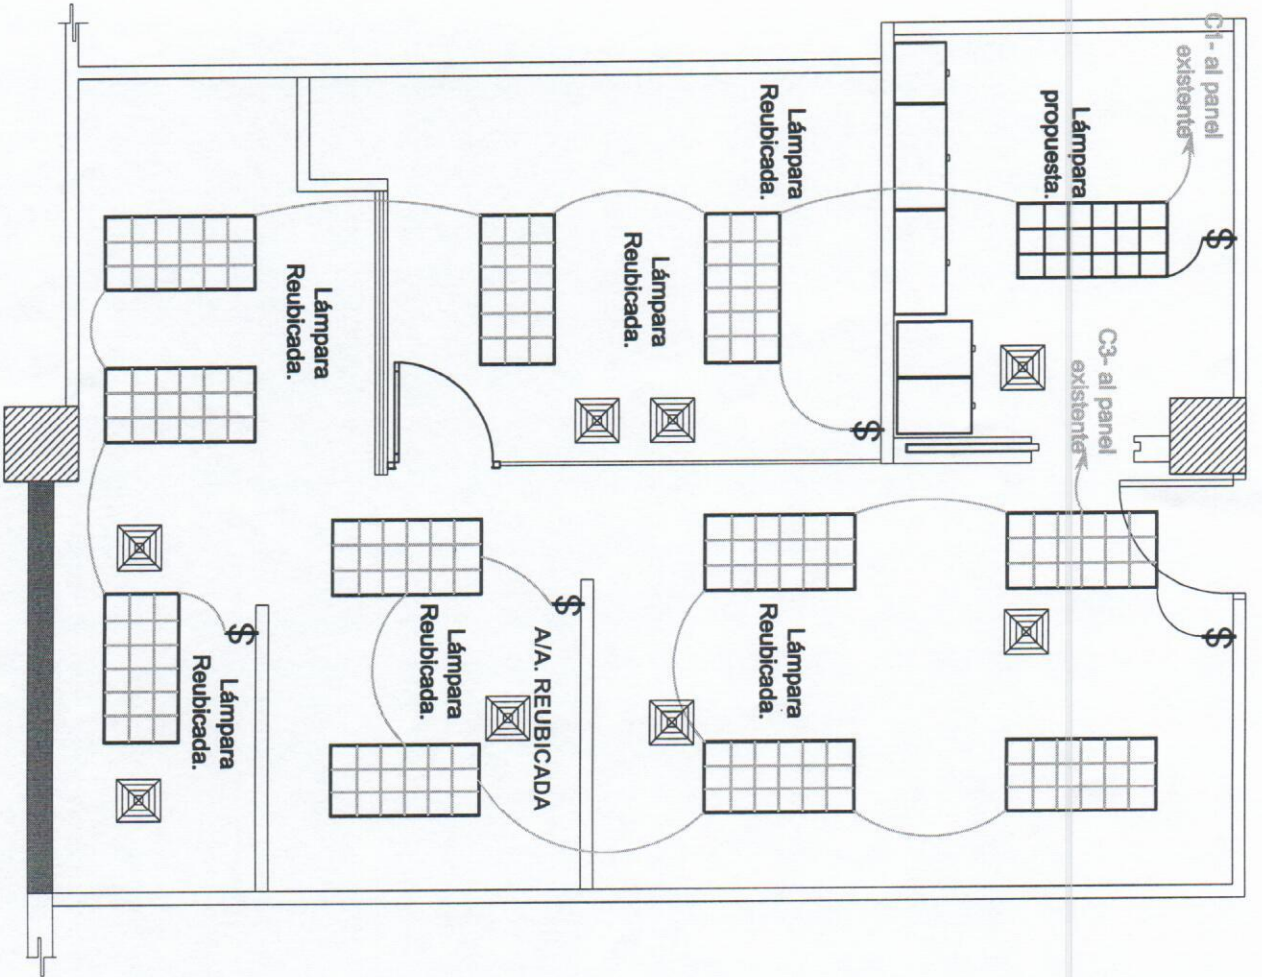 C1- al panel
existente
Lámpara
propuesta.
C3- al panel
existente
Lámpara
Reubicada.
Lámpara
Reubicada.
Lámpara
Reubicada.
Lámpara
Reubicada.
A/A. REUBICADA
Lámpara
Reubicada.
Lámpara
Reubicada.
$
$
$
$
$